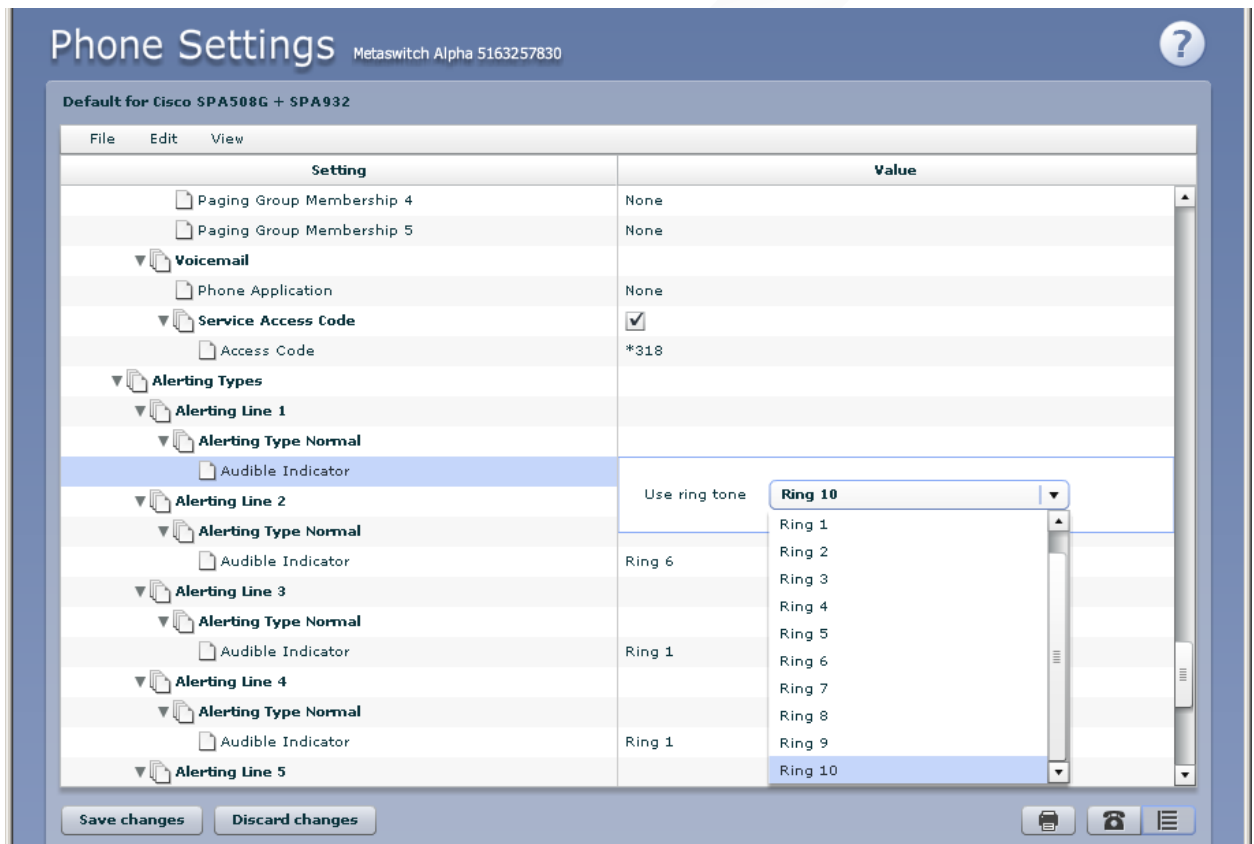 Phone Settings Metaswitch Alpha 5163257830
?
Default for Cisco SPA508G + SPA932
File Edit View
Setting Value
Paging Group Membership 4 None
Paging Group Membership 5 None
Voicemail
Phone Application None
Service Access Code
Access Code *318
Alerting Types
Alerting Line 1
Alerting Type Normal
Audible Indicator
Use ring tone Ring 10
Alerting Line 2
Ring 1
Alerting Type Normal
Ring 2
Audible Indicator Ring 6
Ring 3
Alerting Line 3
Ring 4
Alerting Type Normal
Ring 5
Audible Indicator Ring 1
Ring 6
Alerting Line 4
Ring 7
Alerting Type Normal
Ring 8
Audible Indicator Ring 1
Ring 9
Alerting Line 5
Ring 10
Save changes Discard changes